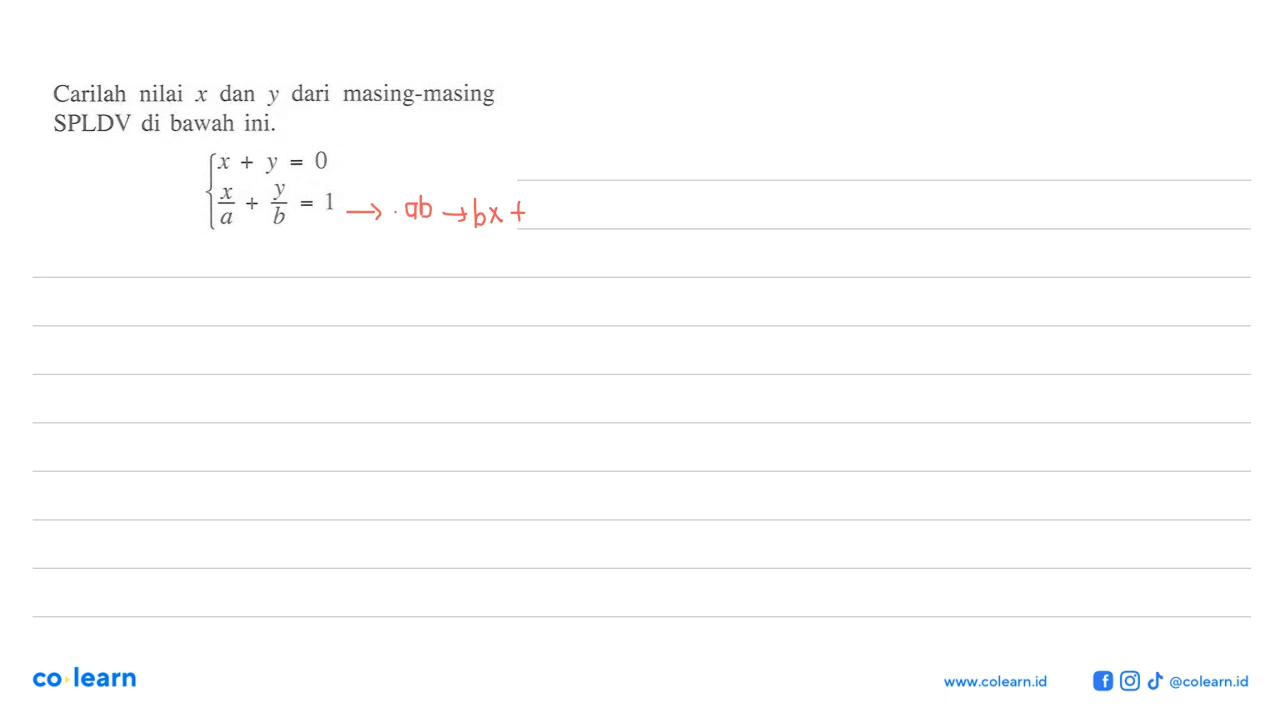 Carilah nilai x dan y dari masing-masing
SPLDV di bawah ini.
x + y = 0
x/a + y/b = 1 → · ab → bx +
co learn
www.colearn.id @colearn.id